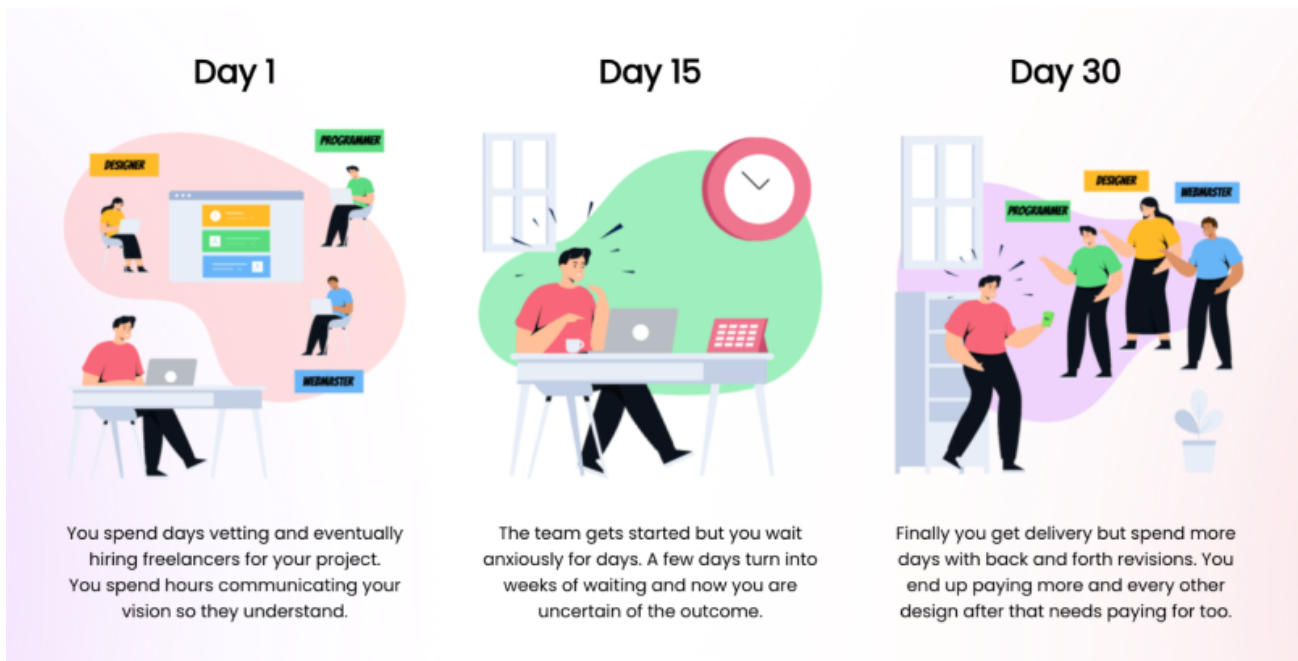 Day 1
DESIGNER
PROGRAMMER
WEBMASTER
You spend days vetting and eventually
hiring freelancers for your project.
You spend hours communicating your
vision so they understand.
Day 15
The team gets started but you wait
anxiously for days. A few days turn into
weeks of waiting and now you are
uncertain of the outcome.
Day 30
DESIGNER
WEBMASTER
PROGRAMMER
Finally you get delivery but spend more
days with back and forth revisions. You
end up paying more and every other
design after that needs paying for too.